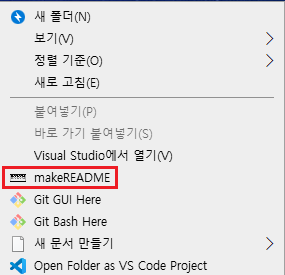 새 폴더(N)
보기(V)
정렬 기준(O)
새로 고침(E)
붙여넣기(P)
바로 가기 붙여넣기(S)
Visual Studio에서 열기(V)
makeREADME
Git GUI Here
Git Bash Here
새 문서 만들기
Open Folder as VS Code Project